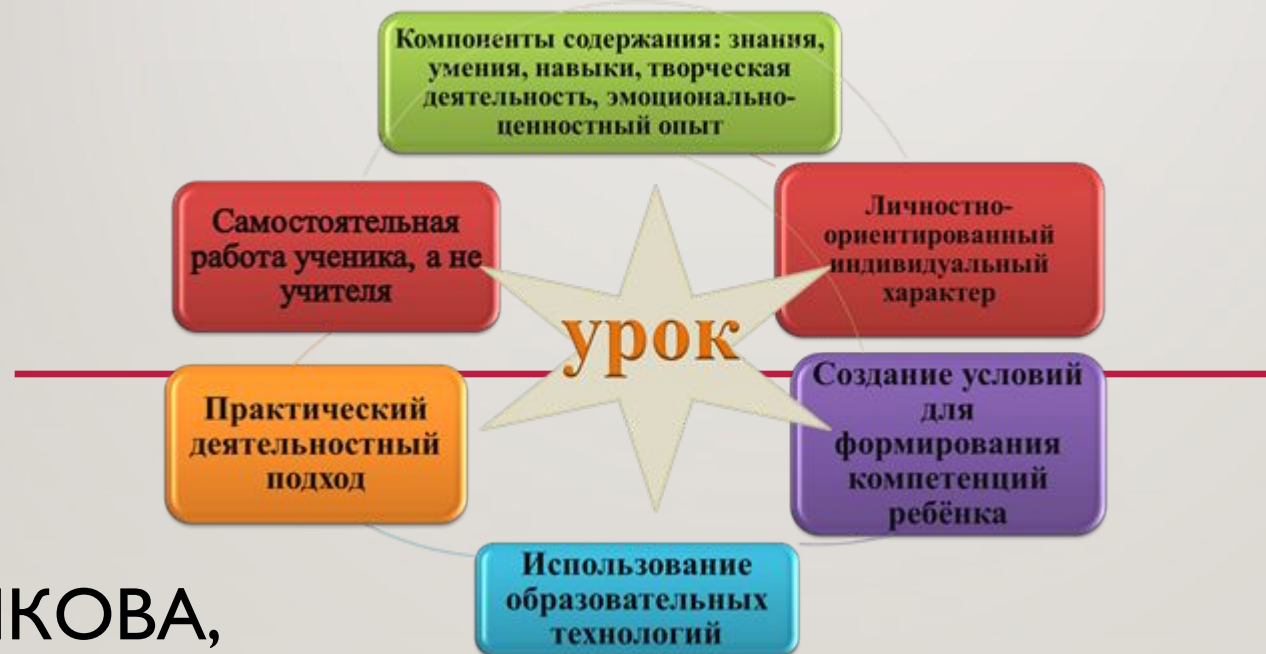 Компоненты содержания: знания,
умения, навыки, творческая
деятельность, эмоционально-
ценностный опыт
Самостоятельная
работа ученика, а не
учителя
Личностно-
ориентированный
индивидуальный
характер
урок
Практический
деятельностный
подход
Создание условий
для
формирования
компетенций
ребёнка
Использование
образовательных
технологий